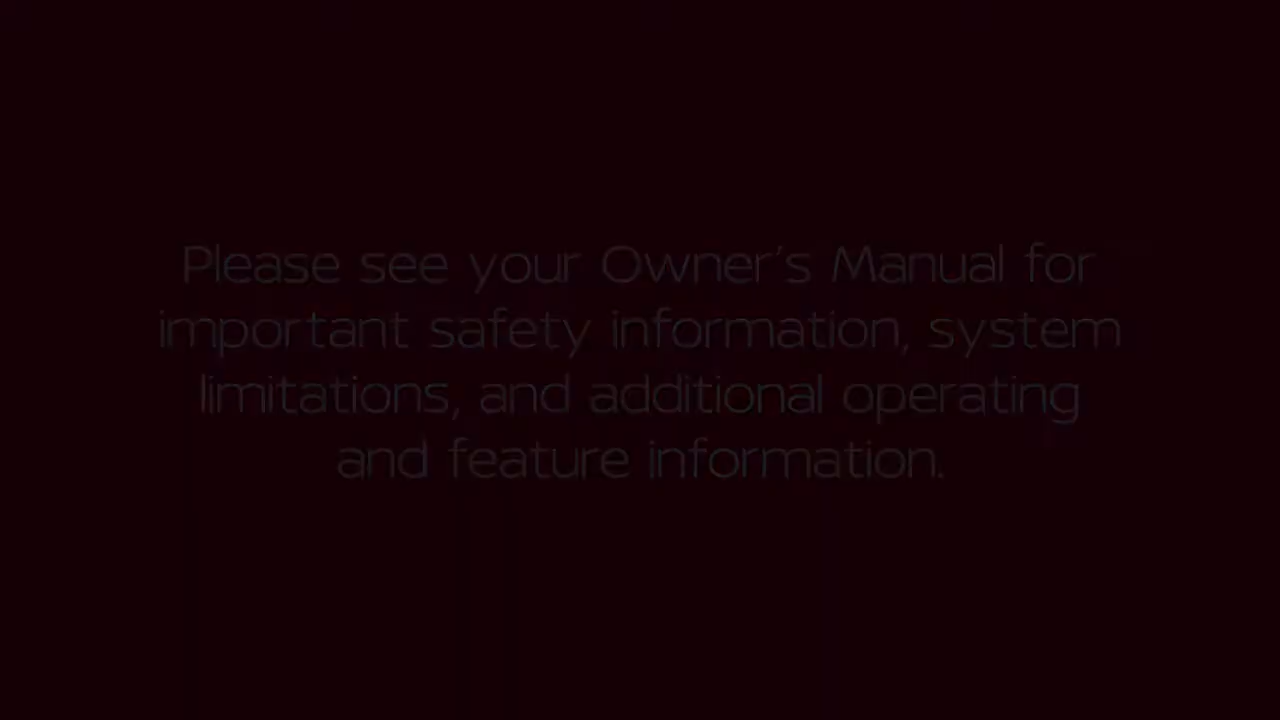 Please see your Owner’s Manual for
important safety information, system
limitations, and additional operating
and feature information.